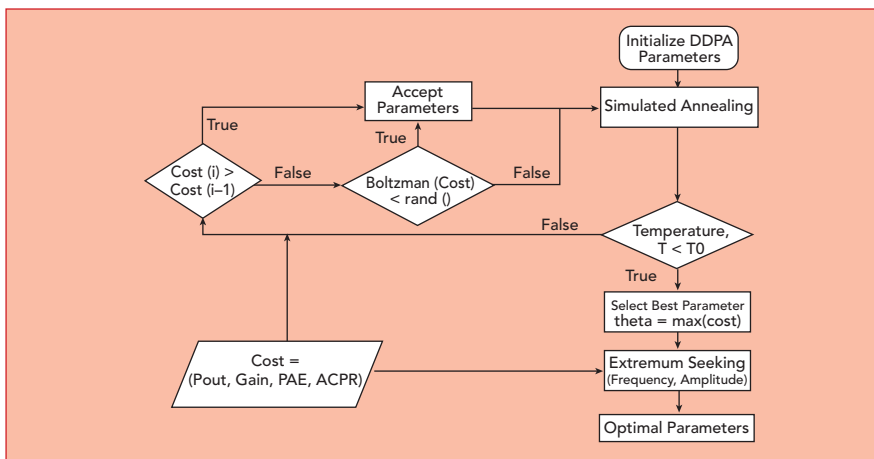 Initialize DDPA
Parameters
Simulated Annealing
Accept
Parameters
True
True
Cost (i) >
Cost (i–1)
False
Boltzman (Cost)
< rand ()
False
False
Temperature,
T < T0
True
Select Best Parameter
theta = max(cost)
Cost =
(Pout, Gain, PAE, ACPR)
Extremum Seeking
(Frequency, Amplitude)
Optimal Parameters